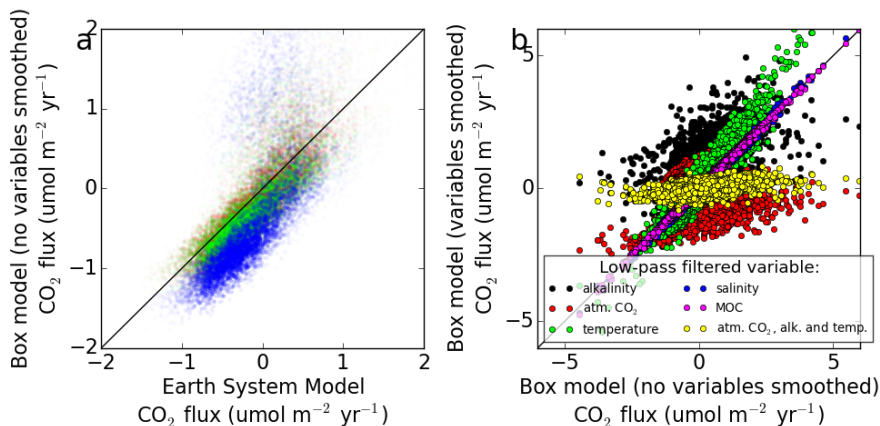 a
2
1
0
−1
−2
−2
−1
0
1
2
Box model (no variables smoothed)
CO₂ flux (umol m⁻² yr⁻¹)
Earth System Model
CO₂ flux (umol m⁻² yr⁻¹)
b
5
0
−5
−5
0
5
Box model (variables smoothed)
CO₂ flux (umol m⁻² yr⁻¹)
Low-pass filtered variable:
alkalinity
atm. CO₂
temperature
salinity
MOC
atm. CO₂, alk. and temp.
Box model (no variables smoothed)
CO₂ flux (umol m⁻² yr⁻¹)